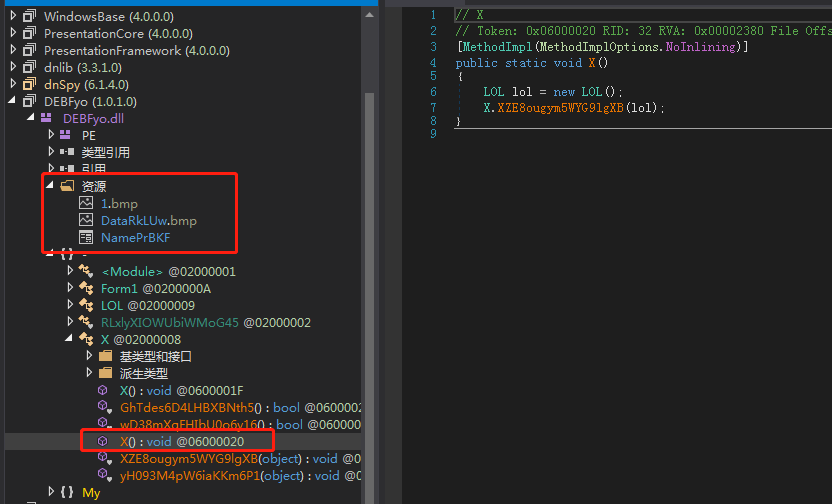 WindowsBase (4.0.0.0)
PresentationCore (4.0.0.0)
PresentationFramework (4.0.0.0)
dnlib (3.3.1.0)
dnSpy (6.1.4.0)
DEBFyo (1.0.1.0)
DEBFyo.dll
PE
类型引用
引用
资源
1.bmp
DataRkLUw.bmp
NamePrBKF
{ } -
<Module> @02000001
Form1 @0200000A
LOL @02000009
RLxlyXIOWUbiWMoG45 @02000002
X @02000008
基类型和接口
派生类型
X() : void @0600001F
GhTdes6D4LHBXBNth5() : bool @0600002
wD38mXqFHIbU0o6y16() : bool @060000
X() : void @06000020
XZE8ougym5WYG9lgXB(object) : void @0
yH093M4pW6iaKKm6P1(object) : void @0
{ } My
1 // X
2 // Token: 0x06000020 RID: 32 RVA: 0x00002380 File Offs
3 [MethodImpl(MethodImplOptions.NoInlining)]
4 public static void X()
5 {
6 LOL lol = new LOL();
7 X.XZE8ougym5WYG9lgXB(lol);
8 }
9